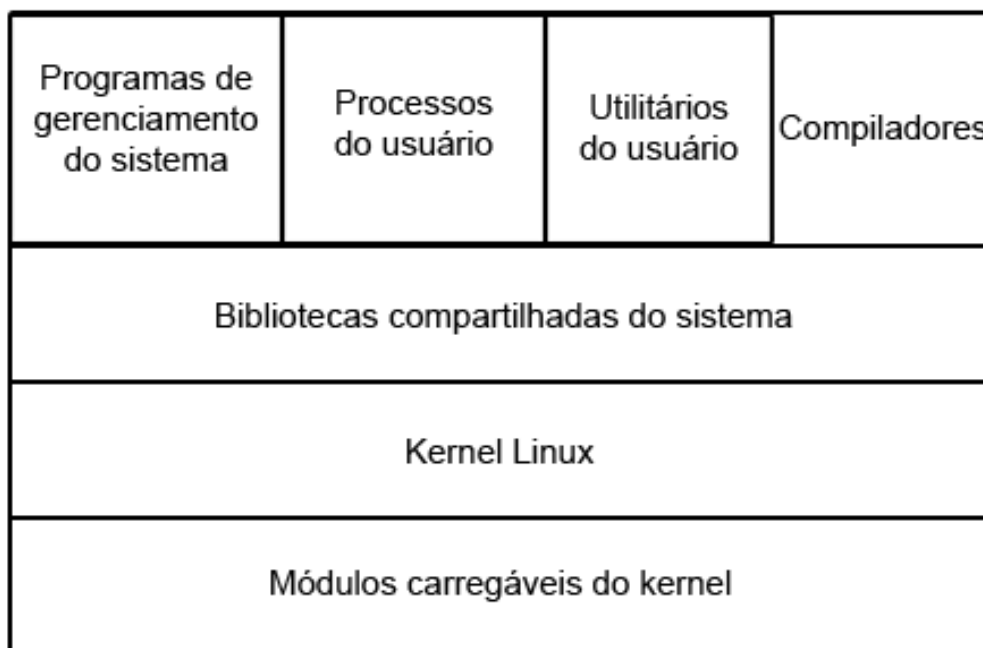 Programas de
gerenciamento
do sistema
Processos
do usuário
Utilitários
do usuário
Compiladores
Bibliotecas compartilhadas do sistema
Kernel Linux
Módulos carregáveis do kernel